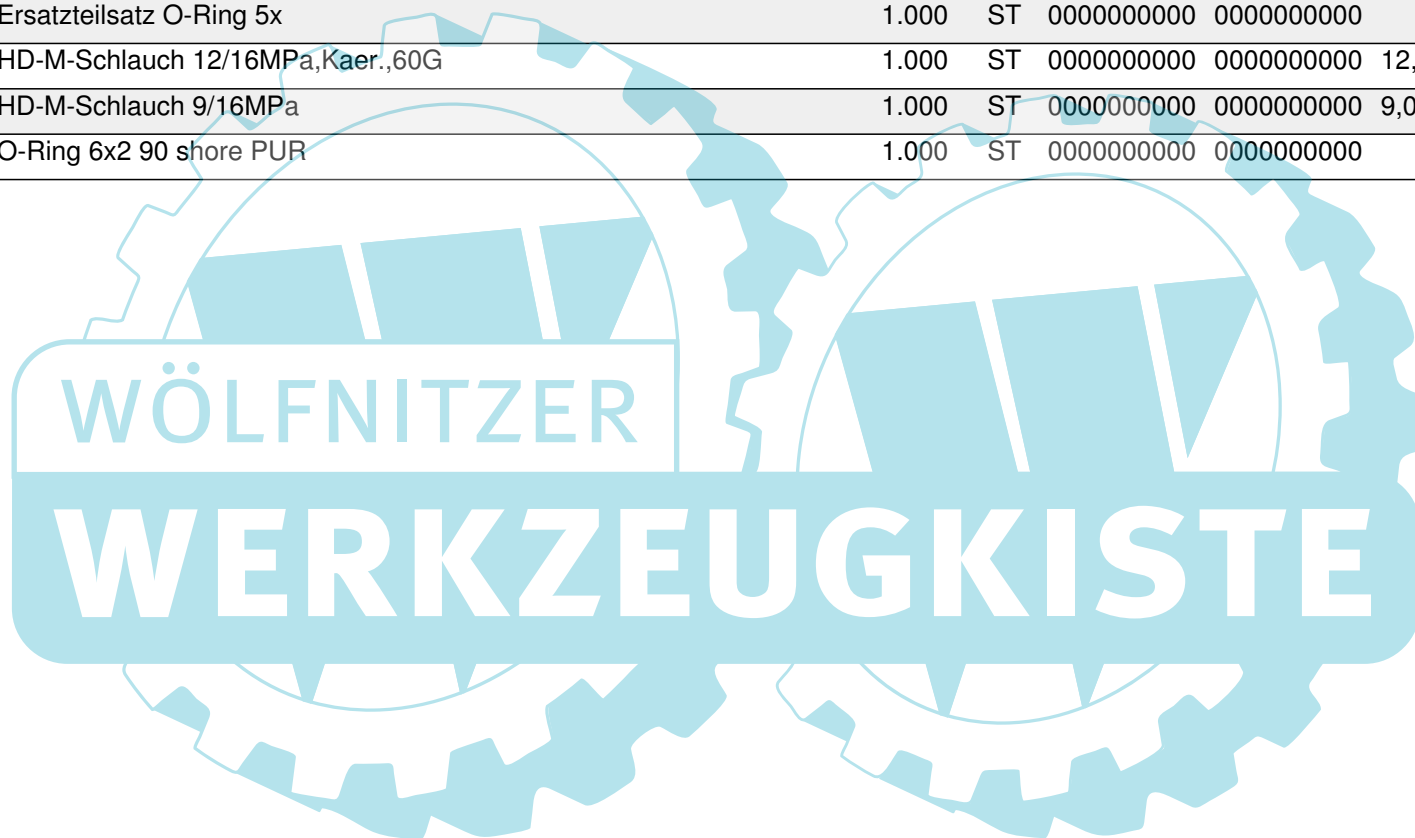 Ersatzteilsatz O-Ring 5x 1.000 ST 0000000000 0000000000
HD-M-Schlauch 12/16MPa,Kaer.,60G 1.000 ST 0000000000 0000000000 12,
HD-M-Schlauch 9/16MPa 1.000 ST 0000000000 0000000000 9,0
O-Ring 6x2 90 shore PUR 1.000 ST 0000000000 0000000000
WÖLFNITZER
WERKZEUGKISTE